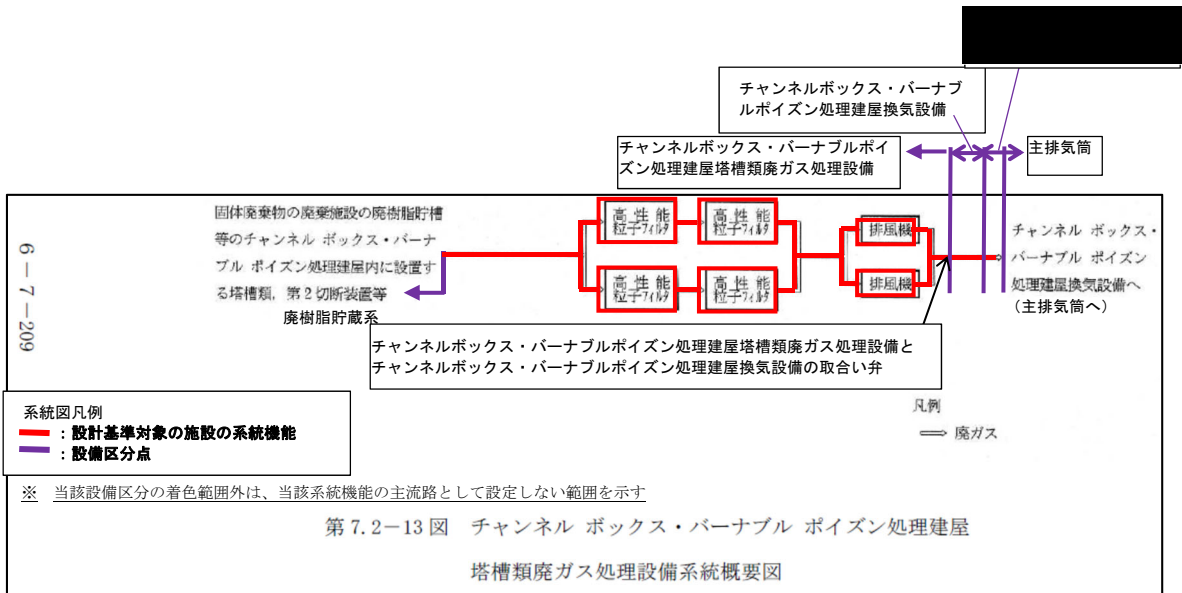 チャンネルボックス・バーナブ
ルポイズン処理建屋換気設備
チャンネルボックス・バーナブルポイ
ズン処理建屋塔槽類廃ガス処理設備
主排気筒
固体廃棄物の廃棄施設の廃樹脂貯槽
等のチャンネル ボックス・バーナ
ブル ポイズン処理建屋内に設置す
る塔槽類，第2切断装置等
廃樹脂貯蔵系
高 性 能
粒子フィルタ
高 性 能
粒子フィルタ
高 性 能
粒子フィルタ
高 性 能
粒子フィルタ
排風機
排風機
チャンネル ボックス・
バーナブル ポイズン
処理建屋換気設備へ
（主排気筒へ）
6－7－209
チャンネルボックス・バーナブルポイズン処理建屋塔槽類廃ガス処理設備と
チャンネルボックス・バーナブルポイズン処理建屋換気設備の取合い弁
系統図凡例
：設計基準対象の施設の系統機能
：設備区分点
凡例
廃ガス
※ 当該設備区分の着色範囲外は、当該系統機能の主流路として設定しない範囲を示す
第7.2－13図 チャンネル ボックス・バーナブル ポイズン処理建屋
塔槽類廃ガス処理設備系統概要図